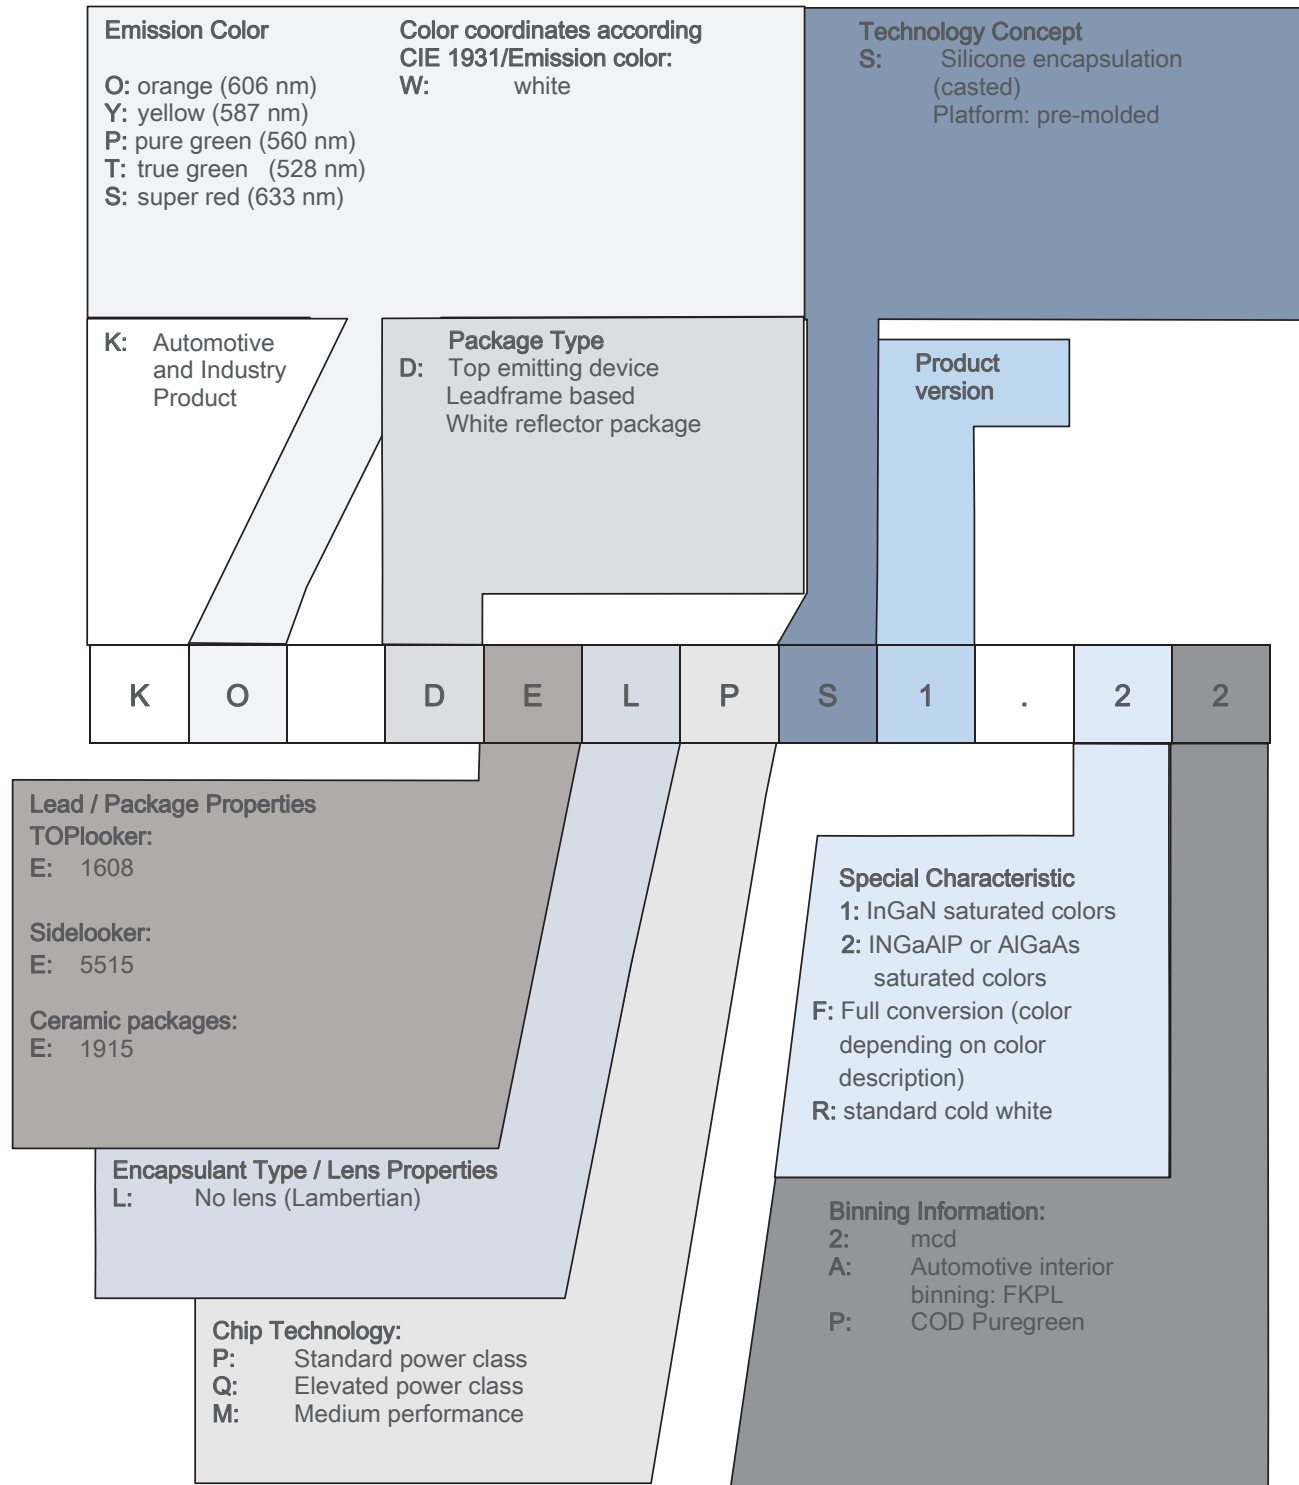 Emission Color
O: orange (606 nm)
Y: yellow (587 nm)
P: pure green (560 nm)
T: true green (528 nm)
S: super red (633 nm)
Color coordinates according
CIE 1931/Emission color:
W: white
Technology Concept
S: Silicone encapsulation
(casted)
Platform: pre-molded
K: Automotive
and Industry
Product
Package Type
D: Top emitting device
Leadframe based
White reflector package
Product
version
K O D E L P S 1 . 2 2
Lead / Package Properties
TOPlooker:
E: 1608
Sidelooker:
E: 5515
Ceramic packages:
E: 1915
Encapsulant Type / Lens Properties
L: No lens (Lambertian)
Chip Technology:
P: Standard power class
Q: Elevated power class
M: Medium performance
Special Characteristic
1: InGaN saturated colors
2: INGaAlP or AlGaAs
saturated colors
F: Full conversion (color
depending on color
description)
R: standard cold white
Binning Information:
2: mcd
A: Automotive interior
binning: FKPL
P: COD Puregreen